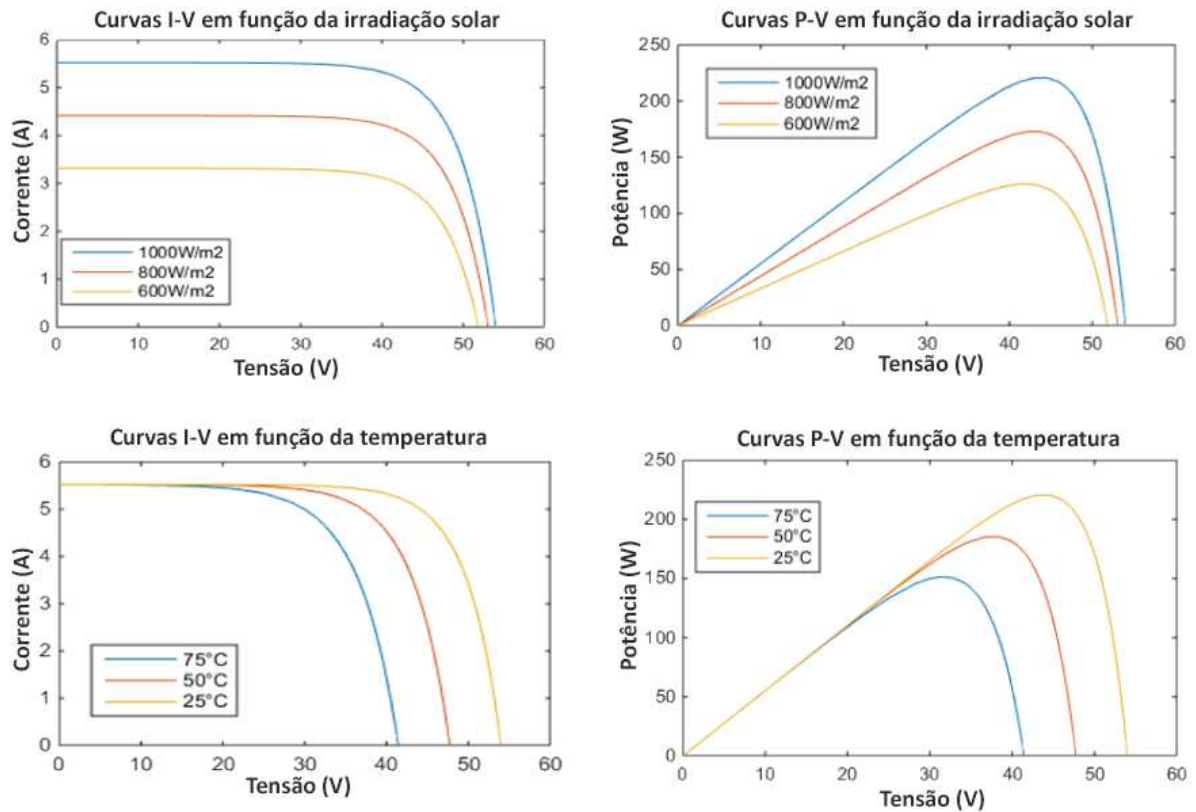 Curvas I-V em função da irradiação solar
6
5
4
3
2
1
0
Corrente (A)
1000W/m2
800W/m2
600W/m2
0 10 20 30 40 50 60
Tensão (V)
Curvas P-V em função da irradiação solar
250
200
150
100
50
0
Potência (W)
1000W/m2
800W/m2
600W/m2
0 10 20 30 40 50 60
Tensão (V)
Curvas I-V em função da temperatura
6
5
4
3
2
1
0
Corrente (A)
75°C
50°C
25°C
0 10 20 30 40 50 60
Tensão (V)
Curvas P-V em função da temperatura
250
200
150
100
50
0
Potência (W)
75°C
50°C
25°C
0 10 20 30 40 50 60
Tensão (V)